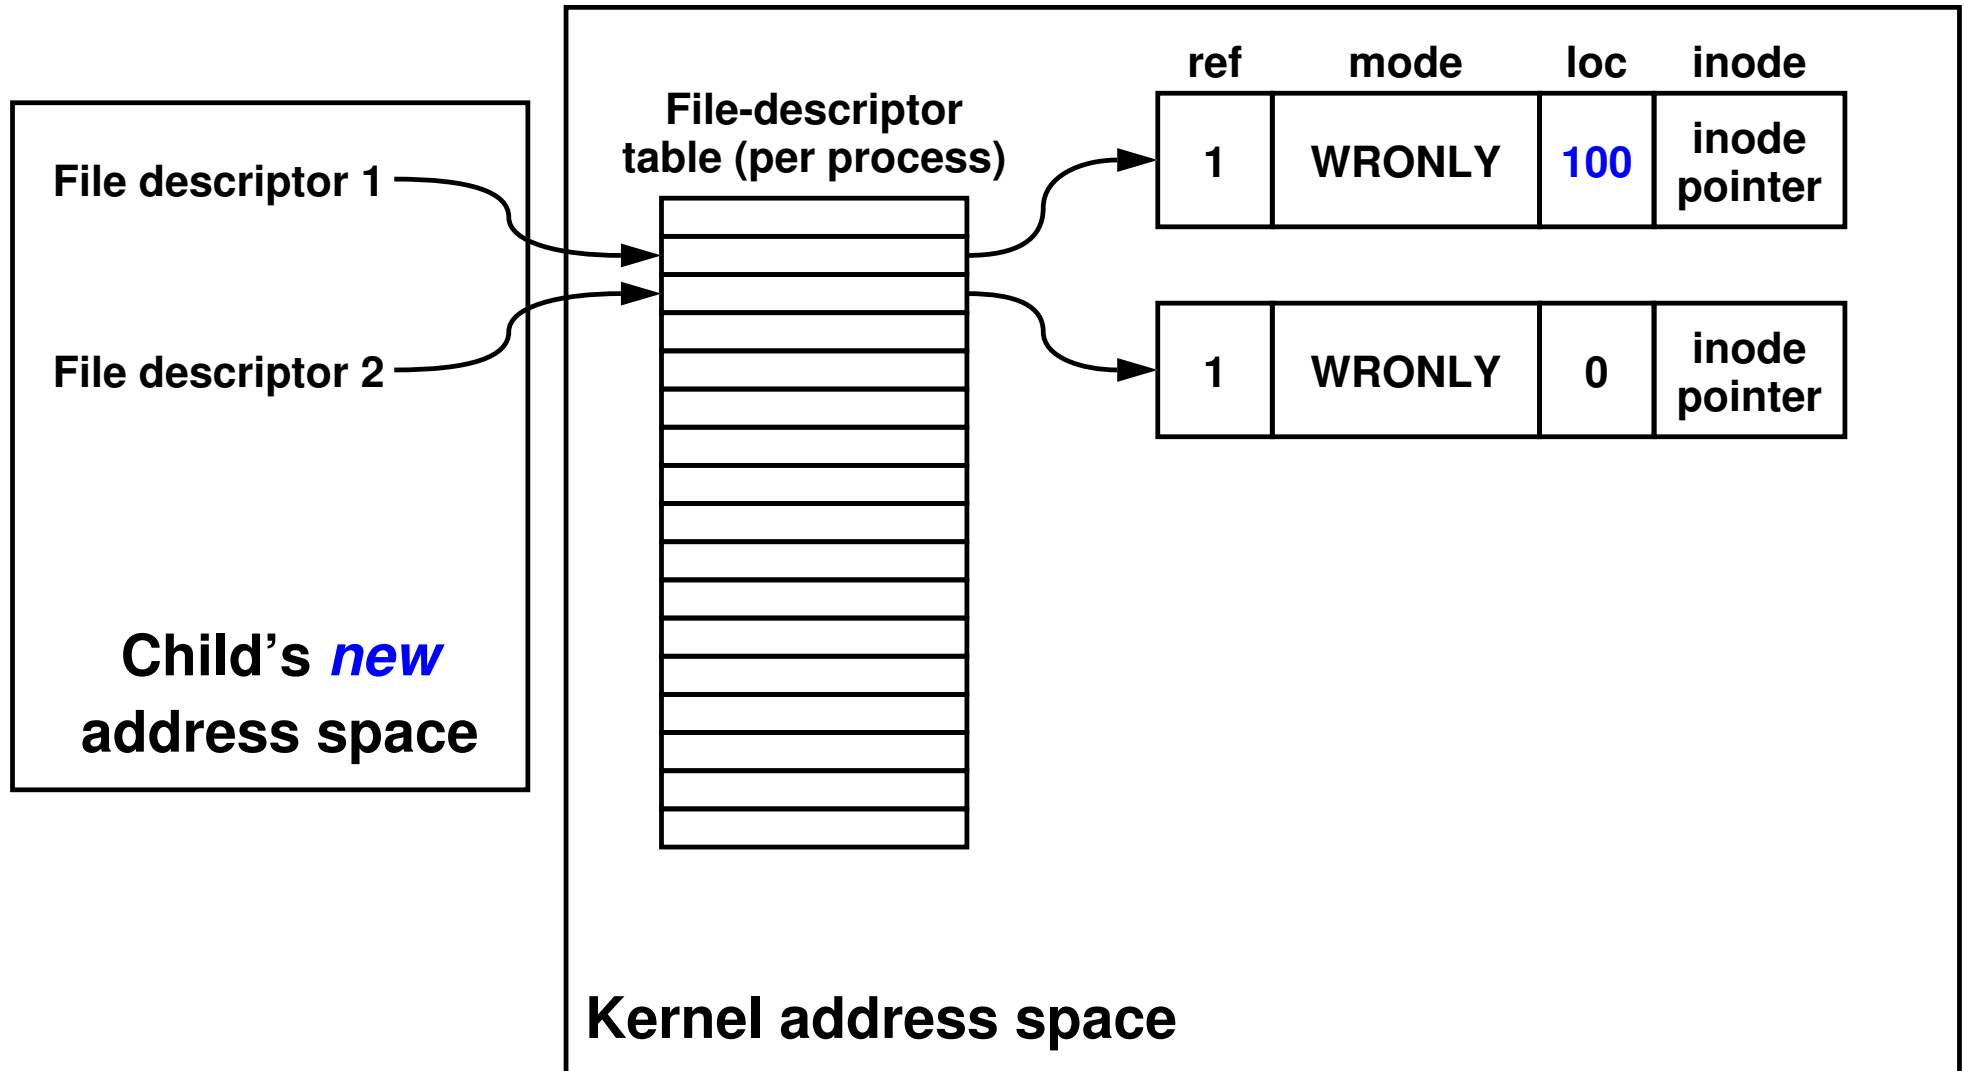 File descriptor 1
File descriptor 2
Child’s new
address space
File-descriptor
table (per process)
ref mode loc inode
1 WRONLY 100 inode
pointer
1 WRONLY 0 inode
pointer
Kernel address space